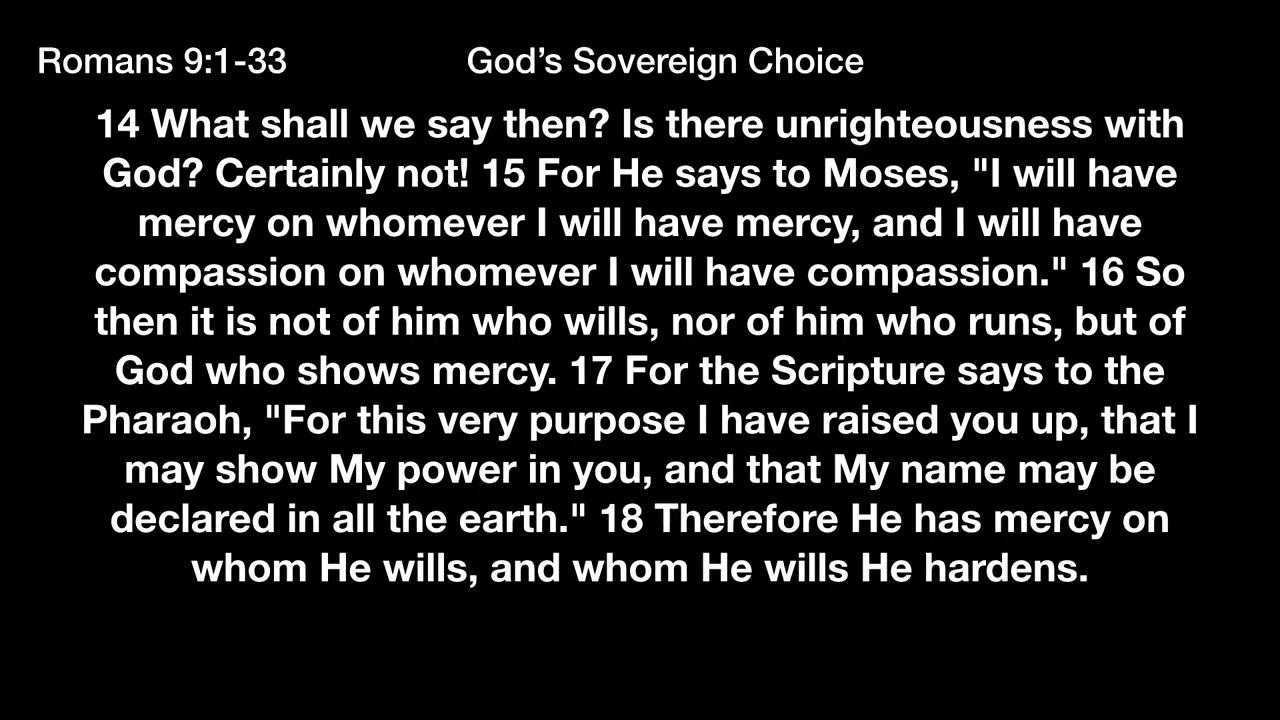 Romans 9:1-33 God’s Sovereign Choice
14 What shall we say then? Is there unrighteousness with
God? Certainly not! 15 For He says to Moses, "I will have
mercy on whomever I will have mercy, and I will have
compassion on whomever I will have compassion." 16 So
then it is not of him who wills, nor of him who runs, but of
God who shows mercy. 17 For the Scripture says to the
Pharaoh, "For this very purpose I have raised you up, that I
may show My power in you, and that My name may be
declared in all the earth." 18 Therefore He has mercy on
whom He wills, and whom He wills He hardens.